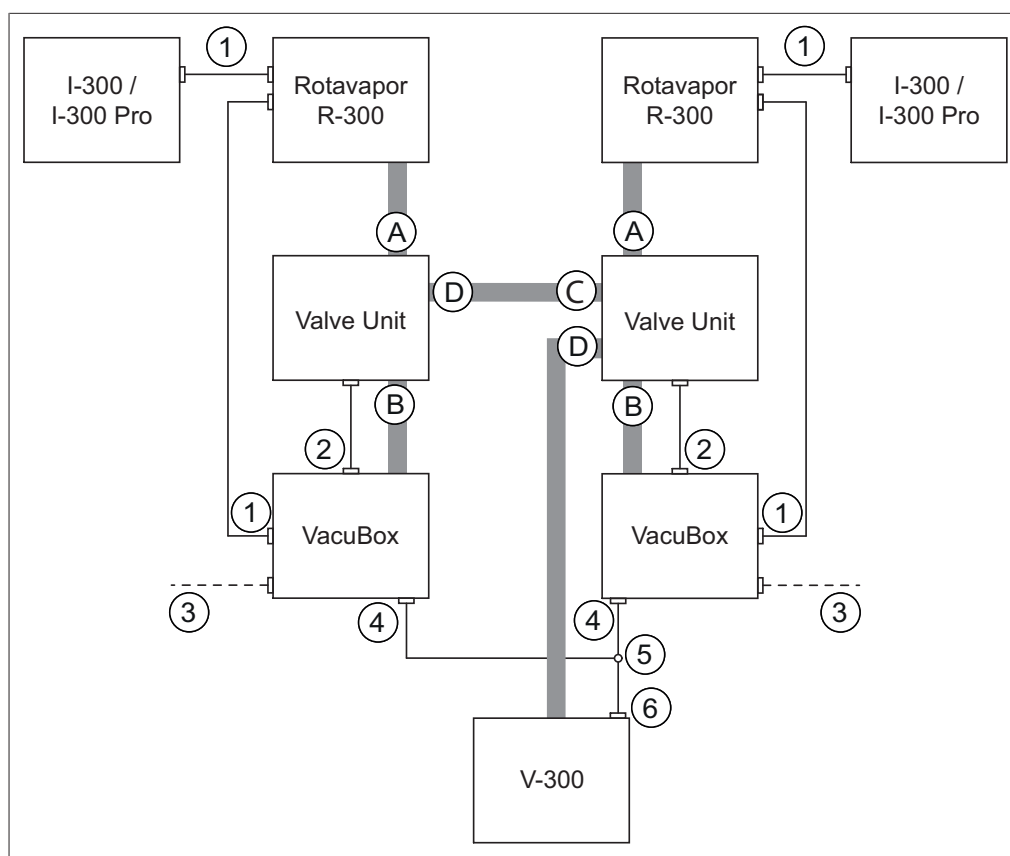 1
1
I-300 /
I-300 Pro
Rotavapor
R-300
Rotavapor
R-300
I-300 /
I-300 Pro
A
A
D
C
Valve Unit
Valve Unit
D
B
B
2
2
1
VacuBox
VacuBox
1
3
4
4
3
5
6
V-300